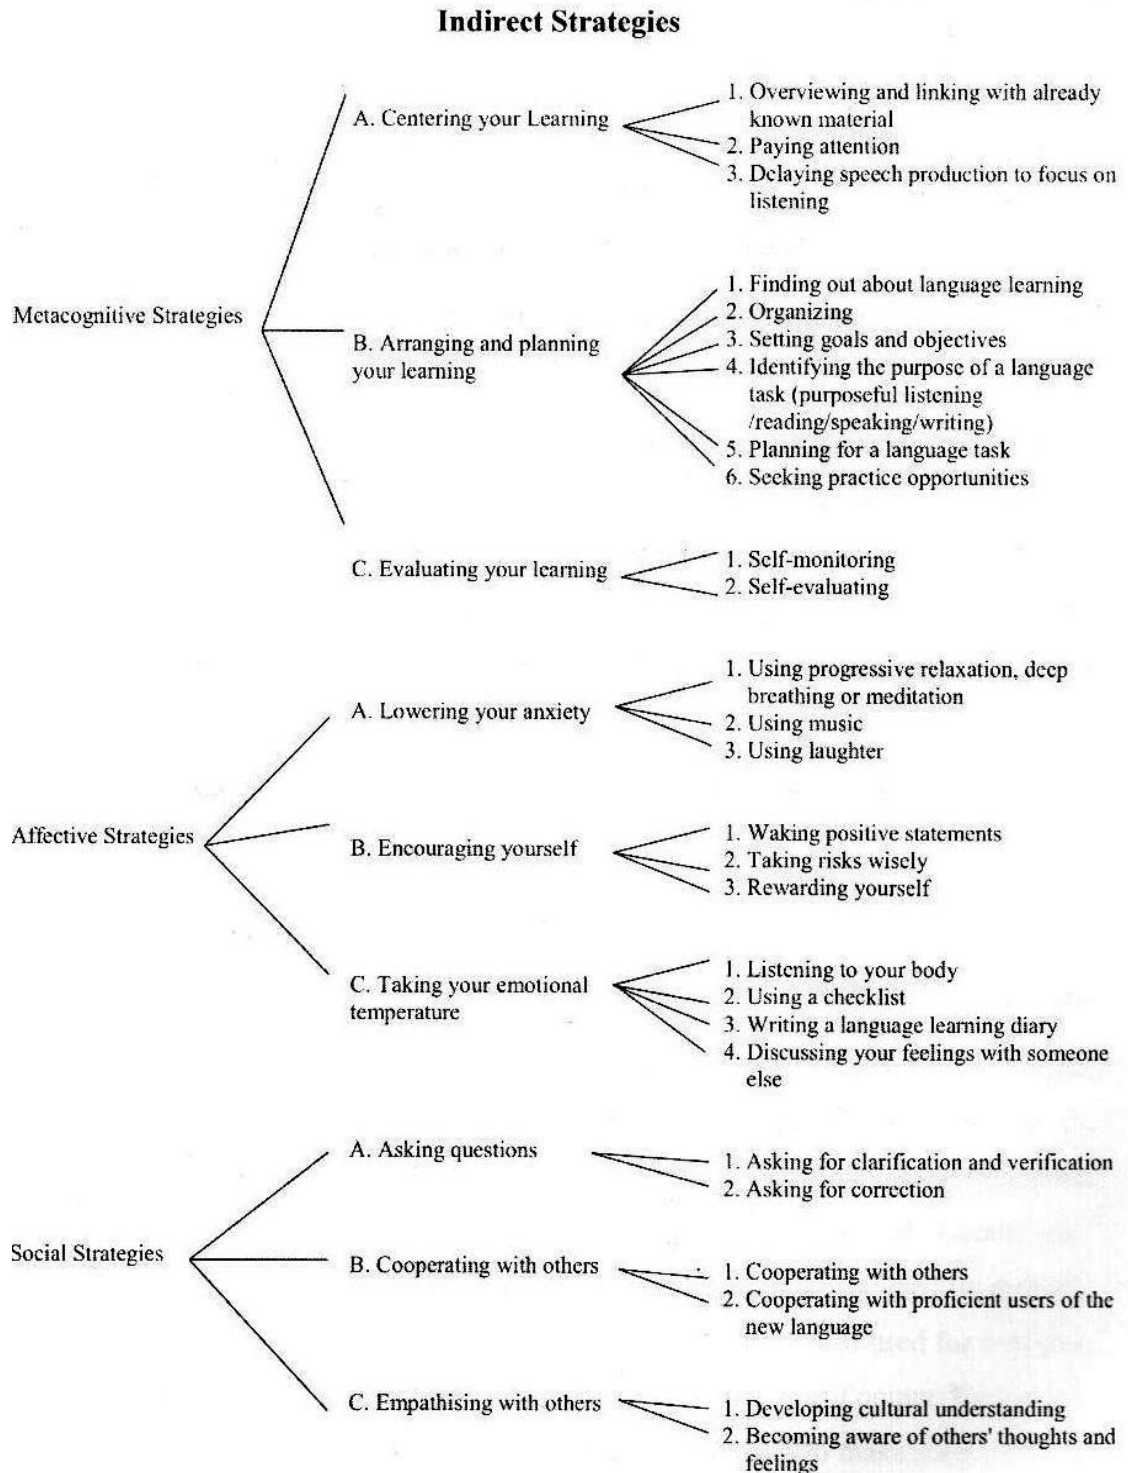 Indirect Strategies
Metacognitive Strategies
A. Centering your Learning
1. Overviewing and linking with already
known material
2. Paying attention
3. Delaying speech production to focus on
listening
B. Arranging and planning
your learning
1. Finding out about language learning
2. Organizing
3. Setting goals and objectives
4. Identifying the purpose of a language
task (purposeful listening
/reading/speaking/writing)
5. Planning for a language task
6. Seeking practice opportunities
C. Evaluating your learning
1. Self-monitoring
2. Self-evaluating
Affective Strategies
A. Lowering your anxiety
1. Using progressive relaxation, deep
breathing or meditation
2. Using music
3. Using laughter
B. Encouraging yourself
1. Waking positive statements
2. Taking risks wisely
3. Rewarding yourself
C. Taking your emotional
temperature
1. Listening to your body
2. Using a checklist
3. Writing a language learning diary
4. Discussing your feelings with someone
else
Social Strategies
A. Asking questions
1. Asking for clarification and verification
2. Asking for correction
B. Cooperating with others
1. Cooperating with others
2. Cooperating with proficient users of the
new language
C. Empathising with others
1. Developing cultural understanding
2. Becoming aware of others' thoughts and
feelings